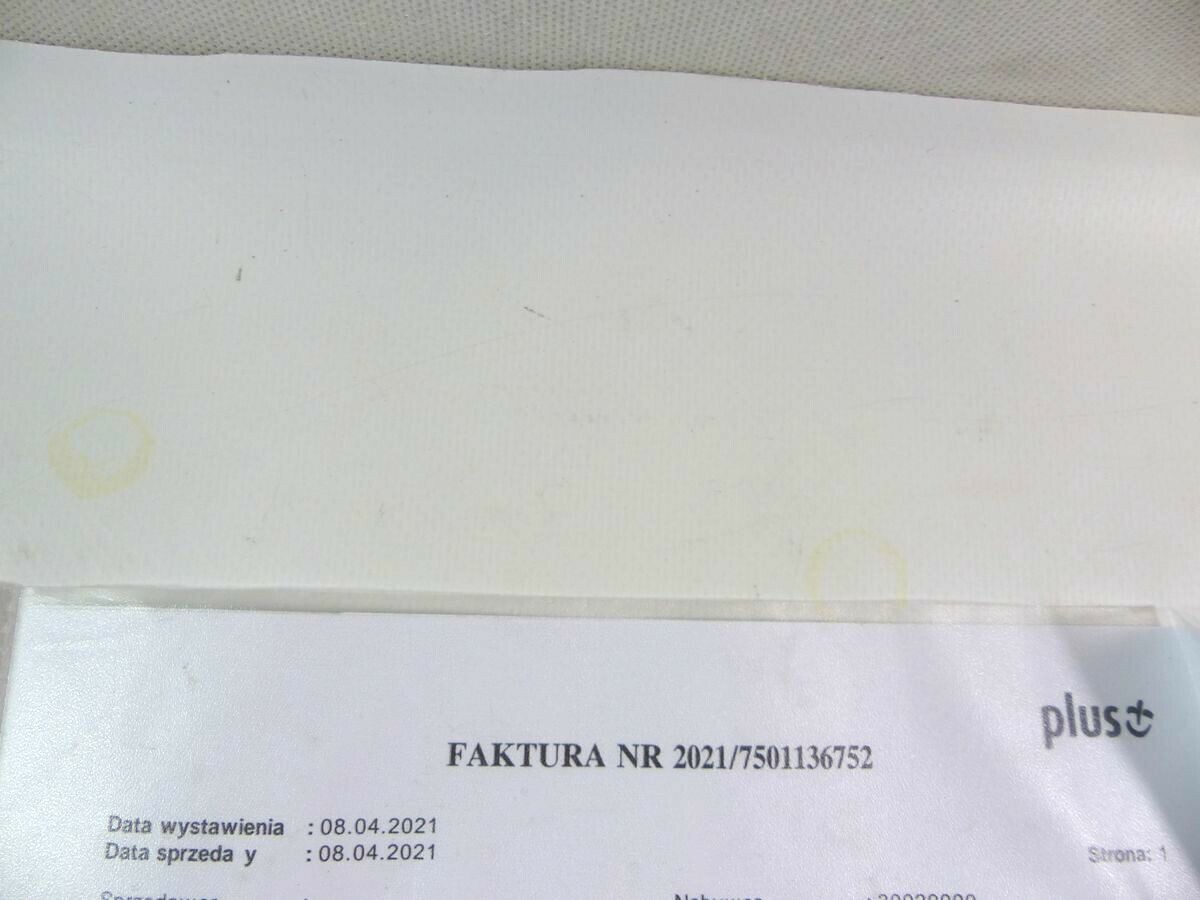 plus
FAKTURA NR 2021/7501136752
Data wystawienia : 08.04.2021
Data sprzeda y : 08.04.2021
Strona: 1